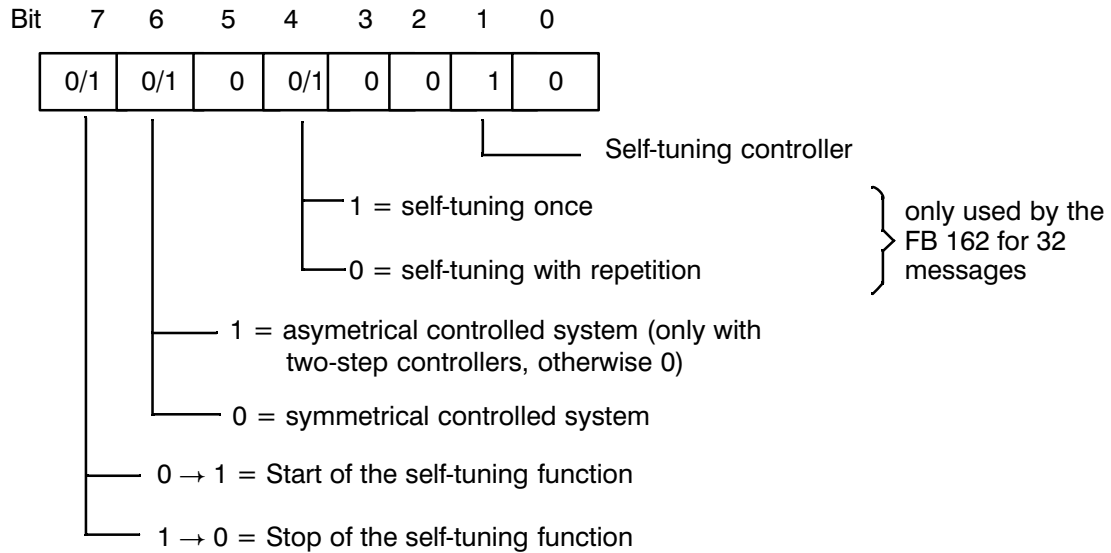 Bit 7 6 5 4 3 2 1 0
0/1 0/1 0 0/1 0 0 1 0
Self-tuning controller
1 = self-tuning once
0 = self-tuning with repetition
only used by the
FB 162 for 32
messages
1 = asymetrical controlled system (only with
two-step controllers, otherwise 0)
0 = symmetrical controlled system
0 → 1 = Start of the self-tuning function
1 → 0 = Stop of the self-tuning function